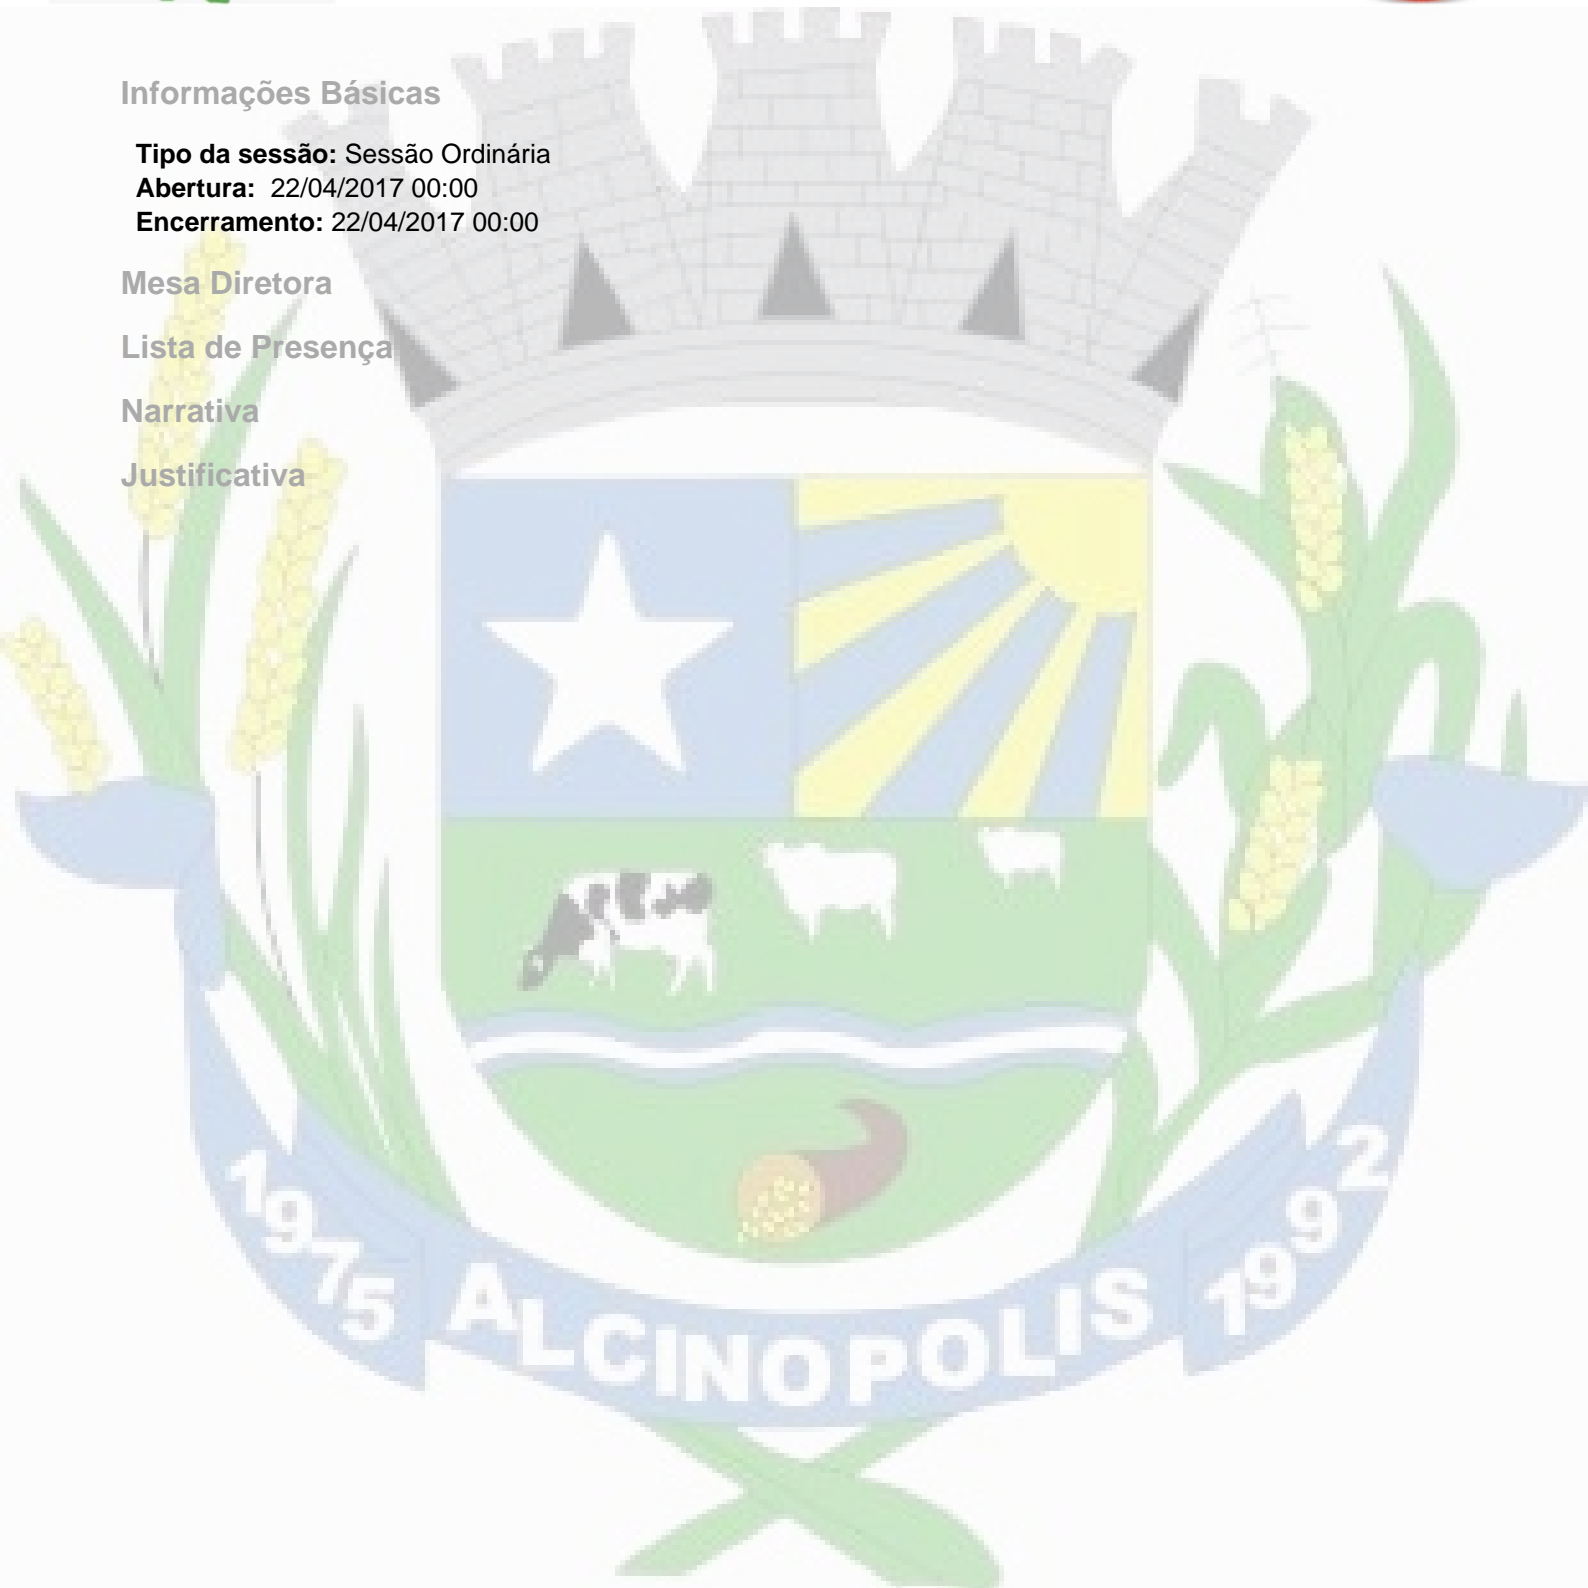 Informações Básicas
Tipo da sessão: Sessão Ordinária
Abertura: 22/04/2017 00:00
Encerramento: 22/04/2017 00:00
Mesa Diretora
Lista de Presença
Narrativa
Justificativa
1975 ALCINOPOLIS 1992